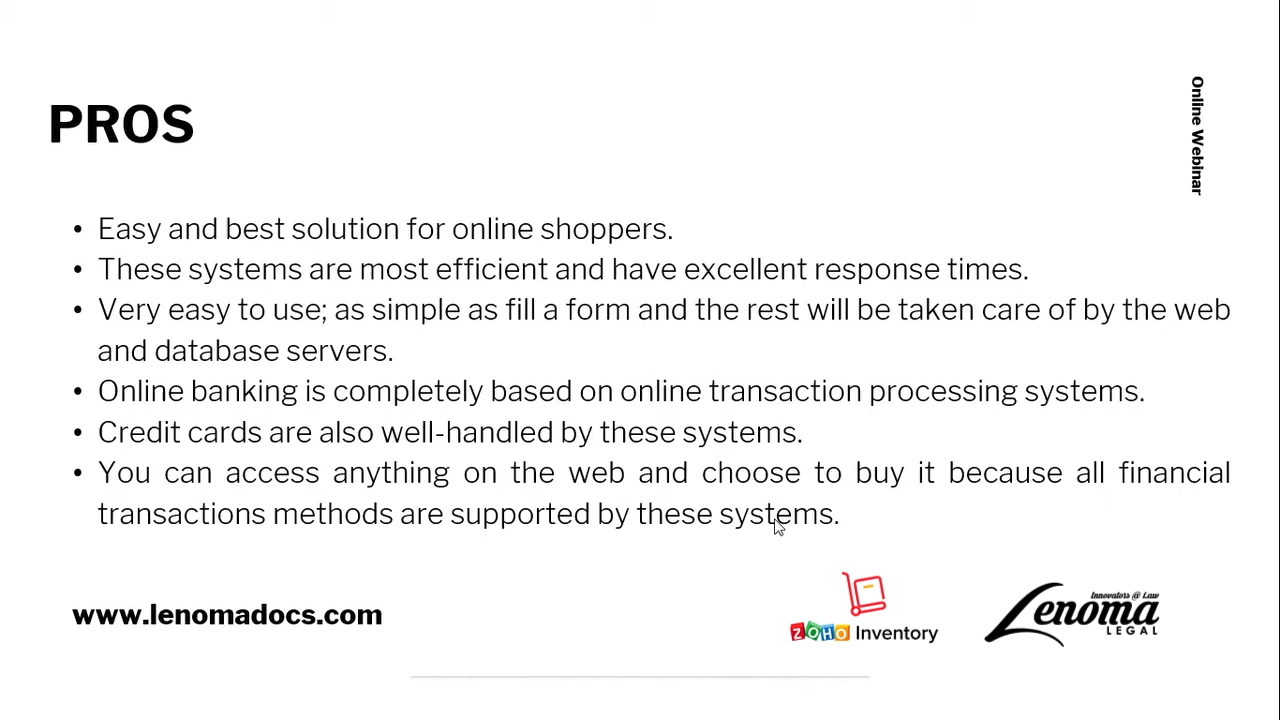 Online Webinar
PROS
• Easy and best solution for online shoppers.
• These systems are most efficient and have excellent response times.
• Very easy to use; as simple as fill a form and the rest will be taken care of by the web
and database servers.
• Online banking is completely based on online transaction processing systems.
• Credit cards are also well-handled by these systems.
• You can access anything on the web and choose to buy it because all financial
transactions methods are supported by these systems.
www.lenomadocs.com
ZOHO Inventory
Innovators @ Law
Lenoma
LEGAL